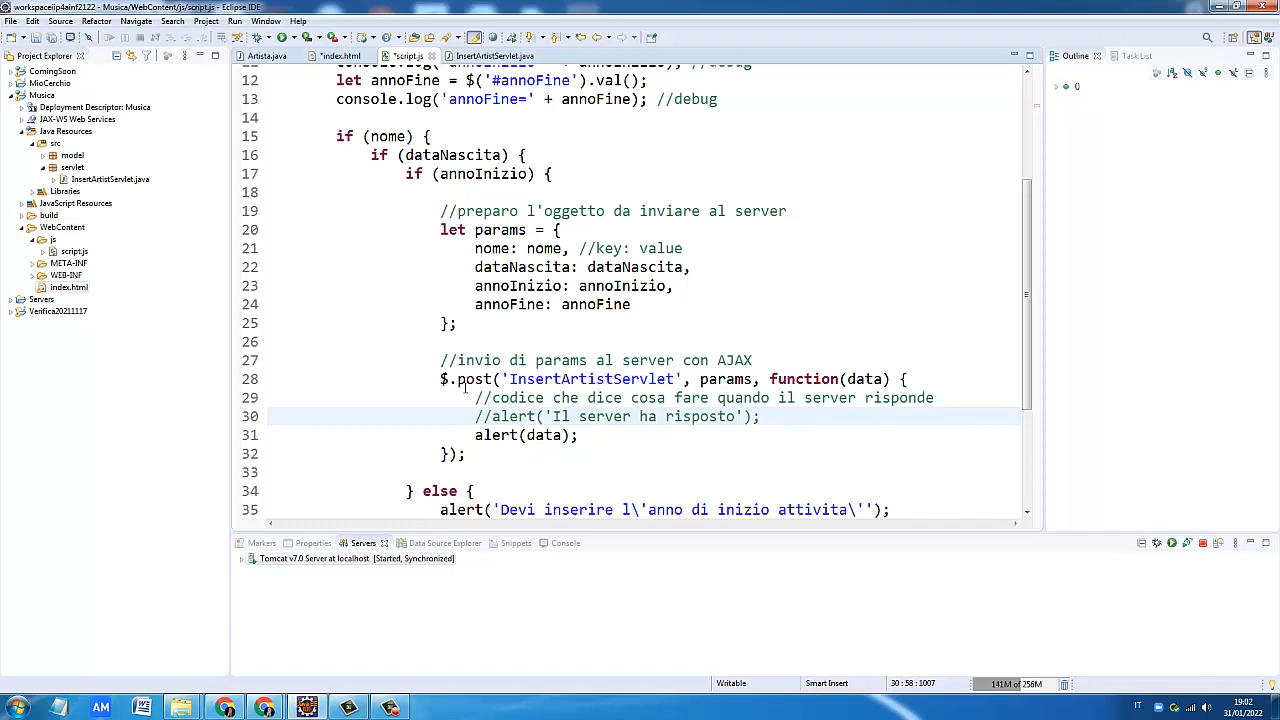 workspaceiip4ainf2122 - Musica/WebContent/js/script.js - Eclipse IDE
File Edit Source Refactor Navigate Search Project Run Window Help
Project Explorer
Artista.java *index.html *script.js InsertArtistServlet.java
Outline Task List
ComingSoon
MioCerchio
Musica
Deployment Descriptor: Musica
JAX-WS Web Services
Java Resources
src
model
servlet
InsertArtistServlet.java
Libraries
JavaScript Resources
build
WebContent
js
script.js
META-INF
WEB-INF
index.html
Servers
Verifica20211117
()
12 let annoFine = $('#annoFine').val();
13 console.log('annoFine=' + annoFine); //debug
14
15 if (nome) {
16 if (dataNascita) {
17 if (annoInizio) {
18
19 //preparo l'oggetto da inviare al server
20 let params = {
21 nome: nome, //key: value
22 dataNascita: dataNascita,
23 annoInizio: annoInizio,
24 annoFine: annoFine
25 };
26
27 //invio di params al server con AJAX
28 $.post('InsertArtistServlet', params, function(data) {
29 //codice che dice cosa fare quando il server risponde
30 //alert('Il server ha risposto');
31 alert(data);
32 });
33
34 } else {
35 alert('Devi inserire l\'anno di inizio attivita\'');
Markers Properties Servers Data Source Explorer Snippets Console
Tomcat v7.0 Server at localhost [Started, Synchronized]
Writable Smart Insert 30 : 58 : 1007 141M of 256M
AM
IT 19:02
31/01/2022